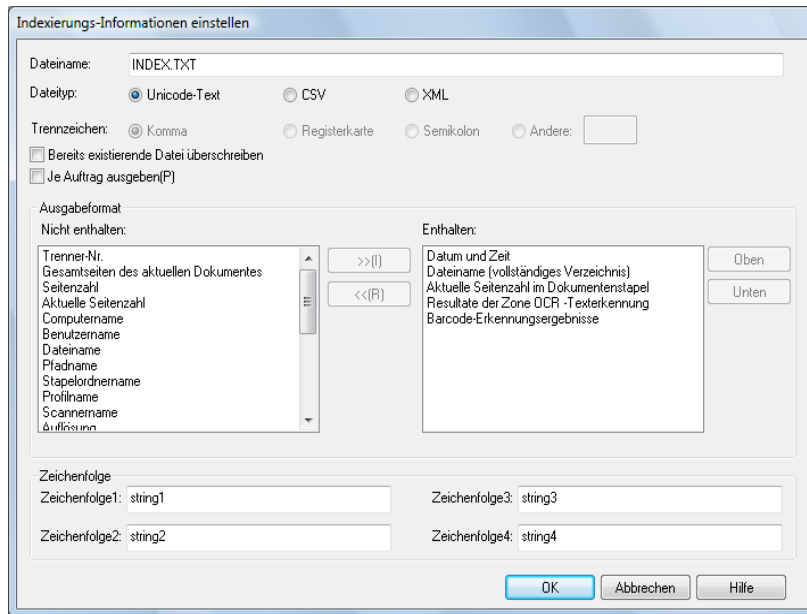 Indexierungs-Informationen einstellen
Dateiname: INDEX.TXT
Dateityp: Unicode-Text CSV XML
Trennzeichen: Komma Registerkarte Semikolon Andere:
Bereits existierende Datei überschreiben
Je Auftrag ausgeben(P)
Ausgabeformat
Nicht enthalten:
Trenner-Nr.
Gesamtseiten des aktuellen Dokumentes
Seitenzahl
Aktuelle Seitenzahl
Computername
Benutzername
Dateiname
Pfadname
Stapelordnername
Profilname
Scannername
Auflösung
>>(I)
<<(R)
Enthalten:
Datum und Zeit
Dateiname (vollständiges Verzeichnis)
Aktuelle Seitenzahl im Dokumentenstapel
Resultate der Zone OCR -Texterkennung
Barcode-Erkennungsergebnisse
Oben
Unten
Zeichenfolge
Zeichenfolge1: string1 Zeichenfolge3: string3
Zeichenfolge2: string2 Zeichenfolge4: string4
OK Abbrechen Hilfe